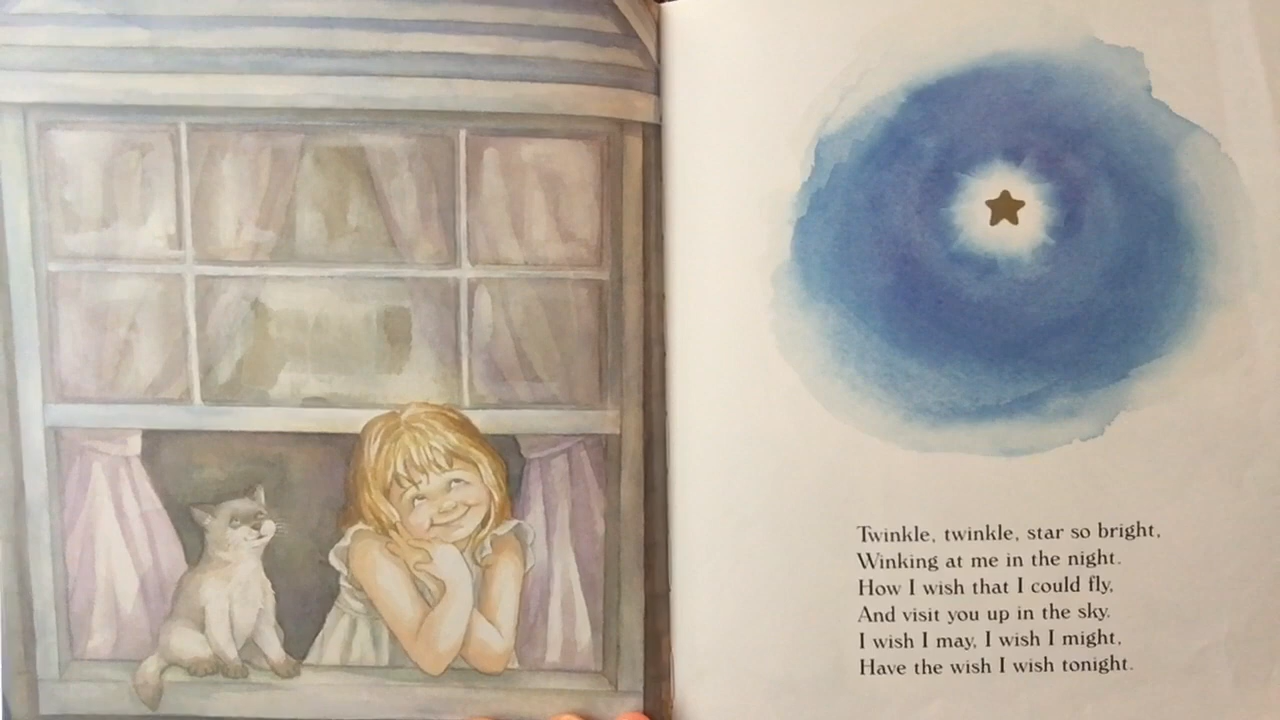 Twinkle, twinkle, star so bright,
Winking at me in the night.
How I wish that I could fly,
And visit you up in the sky.
I wish I may, I wish I might,
Have the wish I wish tonight.